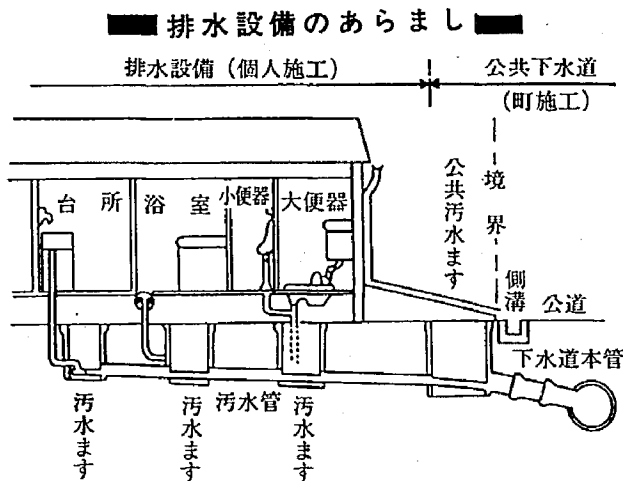 排水設備のあらまし
排水設備(個人施工)
公共下水道
(町施工)
台所
浴室
小便器
大便器
公共汚水ます
境界
側溝
公道
下水道本管
汚水ます
汚水ます
汚水管
汚水ます